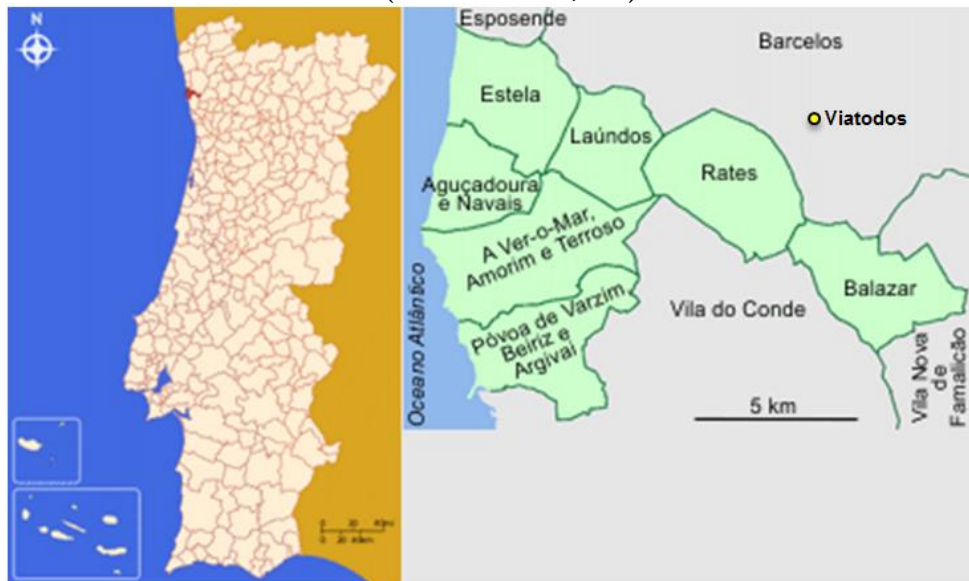 N
Esposende
Barcelos
Estela
Viatodos
Laúndos
Rates
Aguçadoura
e Navais
A Ver-o-Mar,
Amorim e Terroso
Balazar
Vila do Conde
Póvoa de Varzim,
Beiriz e
Argivai
Oceano Atlântico
Vila Nova
de
Famalicão
5 km